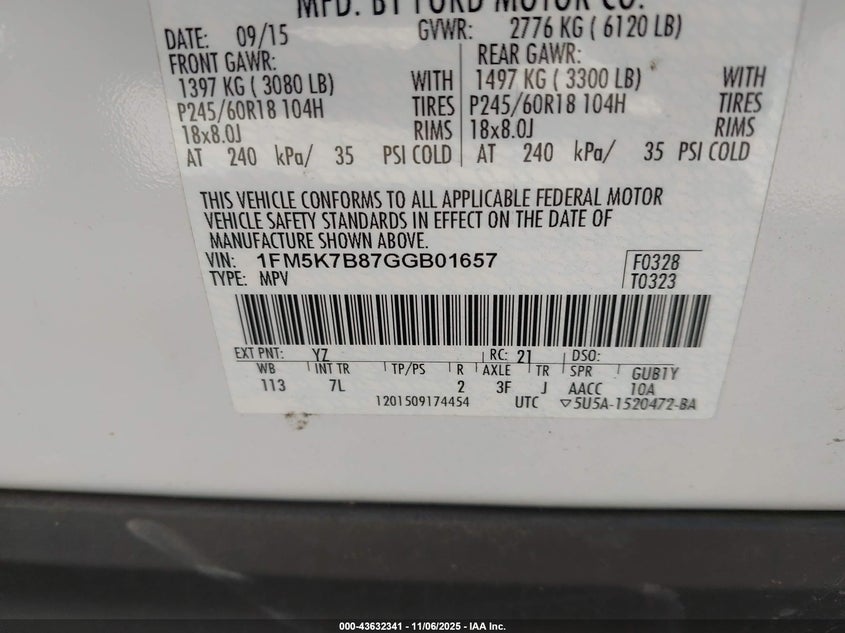 MFD. BY FORD MOTOR CO.
DATE: 09/15 GVWR: 2776 KG ( 6120 LB)
FRONT GAWR: REAR GAWR:
1397 KG ( 3080 LB) WITH 1497 KG ( 3300 LB) WITH
P245/60R18 104H TIRES P245/60R18 104H TIRES
18x8.0J RIMS 18x8.0J RIMS
AT 240 kPa/ 35 PSI COLD AT 240 kPa/ 35 PSI COLD
THIS VEHICLE CONFORMS TO ALL APPLICABLE FEDERAL MOTOR
VEHICLE SAFETY STANDARDS IN EFFECT ON THE DATE OF
MANUFACTURE SHOWN ABOVE.
VIN: 1FM5K7B87GGB01657 F0328
TYPE: MPV T0323
EXT PNT: YZ RC: 21 DSO:
WB INT TR TP/PS R AXLE TR SPR GUB1Y
113 7L 2 3F J AACC 10A
1201509174454 UTC ▽5U5A-1520472-BA
000-43632341 - 11/06/2025 - IAA Inc.